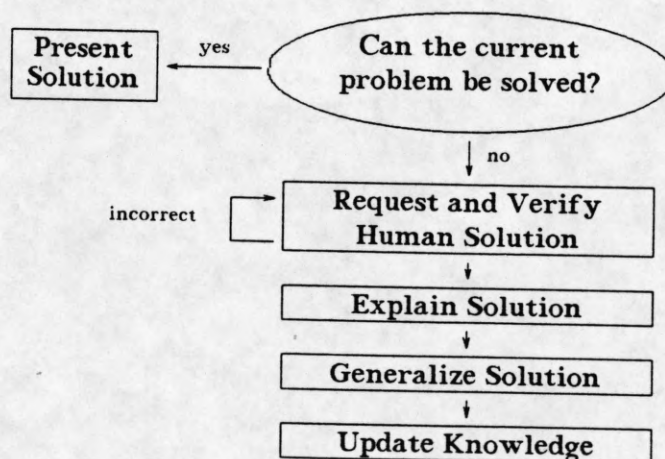 Present
Solution
yes
Can the current
problem be solved?
no
incorrect
Request and Verify
Human Solution
Explain Solution
Generalize Solution
Update Knowledge